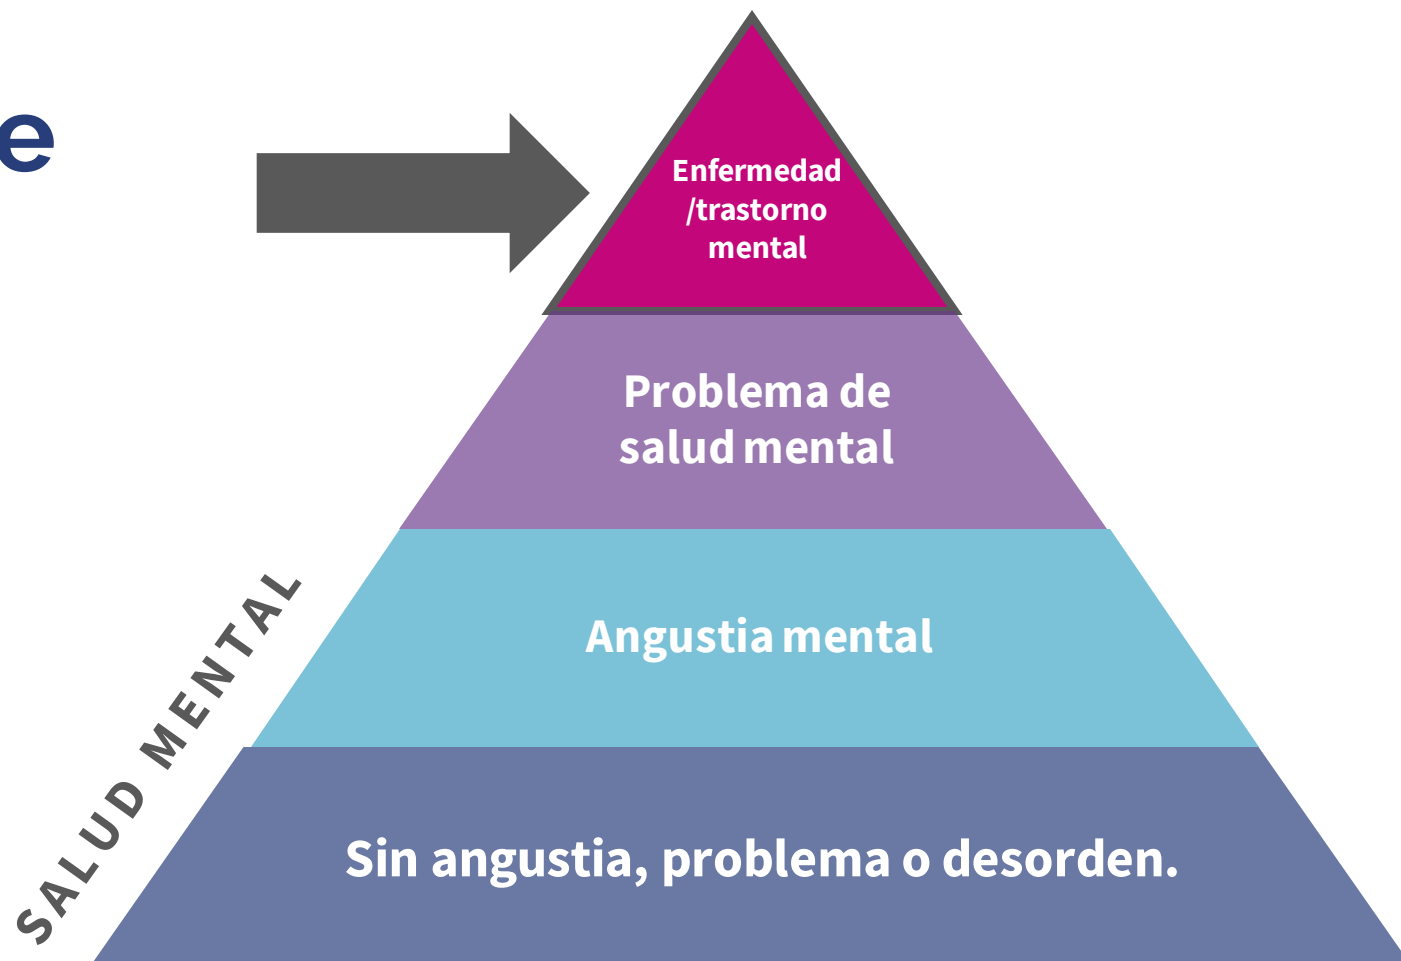 e
Enfermedad
/trastorno
mental
Problema de
salud mental
Angustia mental
SALUD MENTAL
Sin angustia, problema o desorden.